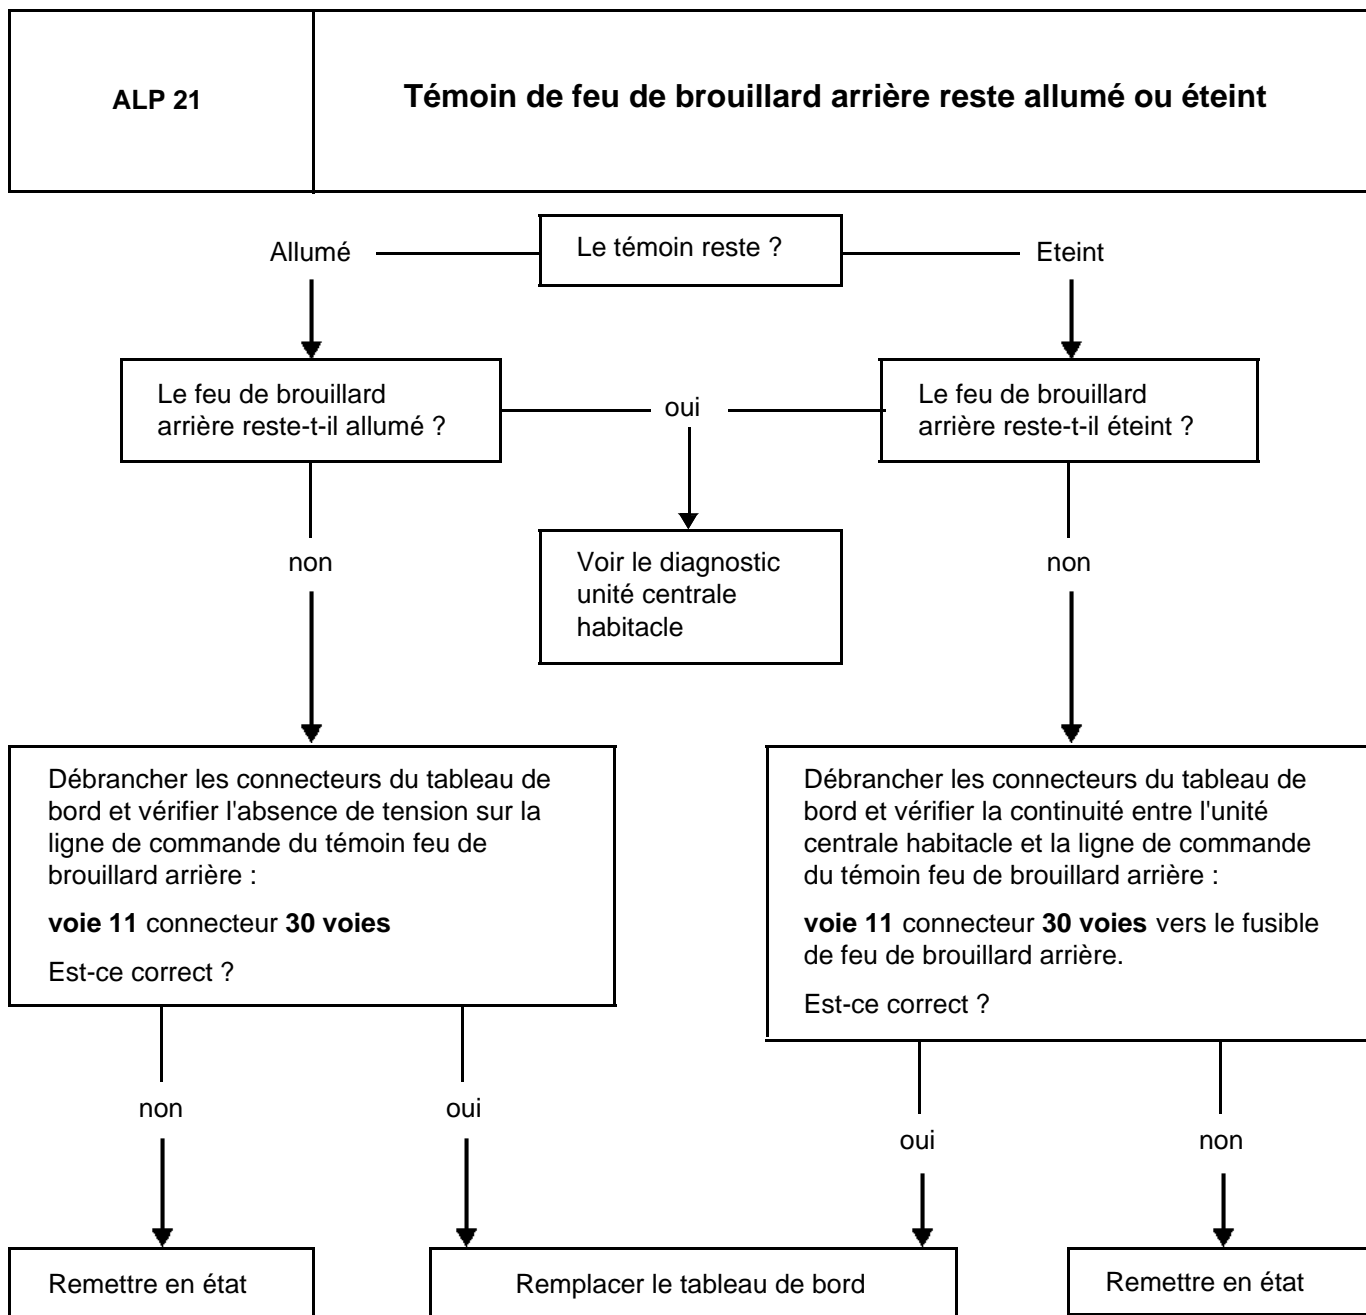 ALP 21
Témoin de feu de brouillard arrière reste allumé ou éteint
Allumé
Le témoin reste ?
Eteint
Le feu de brouillard
arrière reste-t-il allumé ?
oui
Le feu de brouillard
arrière reste-t-il éteint ?
non
Voir le diagnostic
unité centrale
habitacle
non
Débrancher les connecteurs du tableau de
bord et vérifier l'absence de tension sur la
ligne de commande du témoin feu de
brouillard arrière :
voie 11 connecteur 30 voies
Est-ce correct ?
Débrancher les connecteurs du tableau de
bord et vérifier la continuité entre l'unité
centrale habitacle et la ligne de commande
du témoin feu de brouillard arrière :
voie 11 connecteur 30 voies vers le fusible
de feu de brouillard arrière.
Est-ce correct ?
non
oui
oui
non
Remettre en état
Remplacer le tableau de bord
Remettre en état